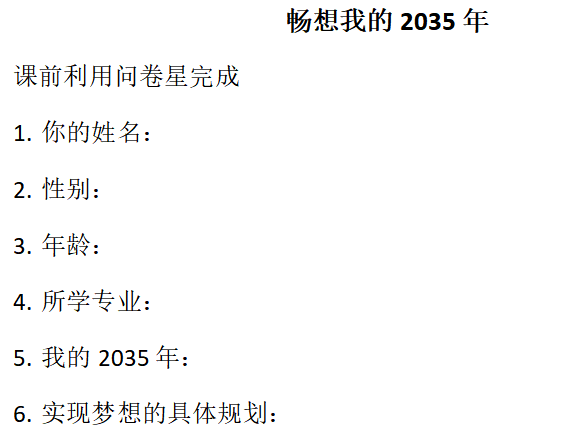 畅想我的 2035 年
课前利用问卷星完成
1. 你的姓名：
2. 性别：
3. 年龄：
4. 所学专业：
5. 我的 2035 年：
6. 实现梦想的具体规划：